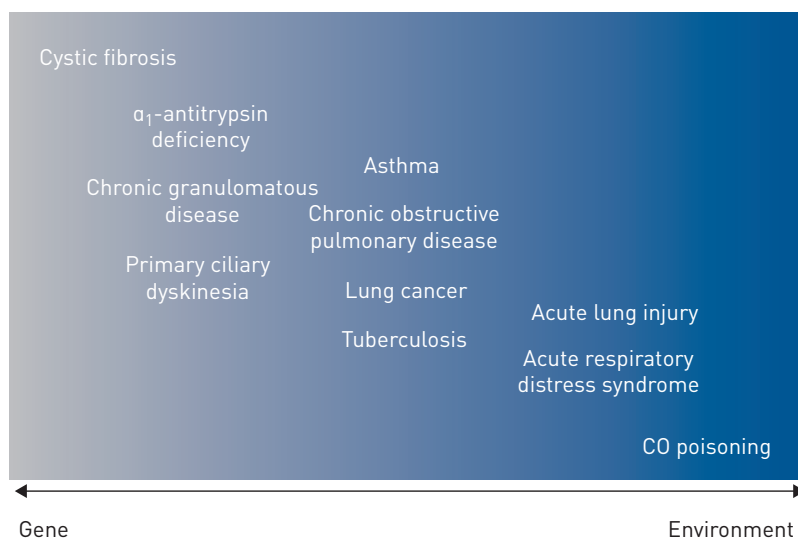 Cystic fibrosis
α1-antitrypsin
deficiency
Asthma
Chronic granulomatous
disease
Chronic obstructive
pulmonary disease
Primary ciliary
dyskinesia
Lung cancer
Acute lung injury
Tuberculosis
Acute respiratory
distress syndrome
CO poisoning
Gene
Environment